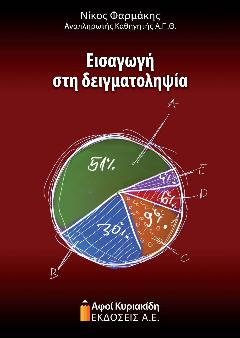 Νίκος Φαρμάκης
Αναπληρωτής Καθηγητής Α.Π.Θ.
Εισαγωγή
στη δειγματοληψία
A
51%
E
4%
D
6%
9%
30%
C
B
Αφοί Κυριακίδη
ΕΚΔΟΣΕΙΣ Α.Ε.